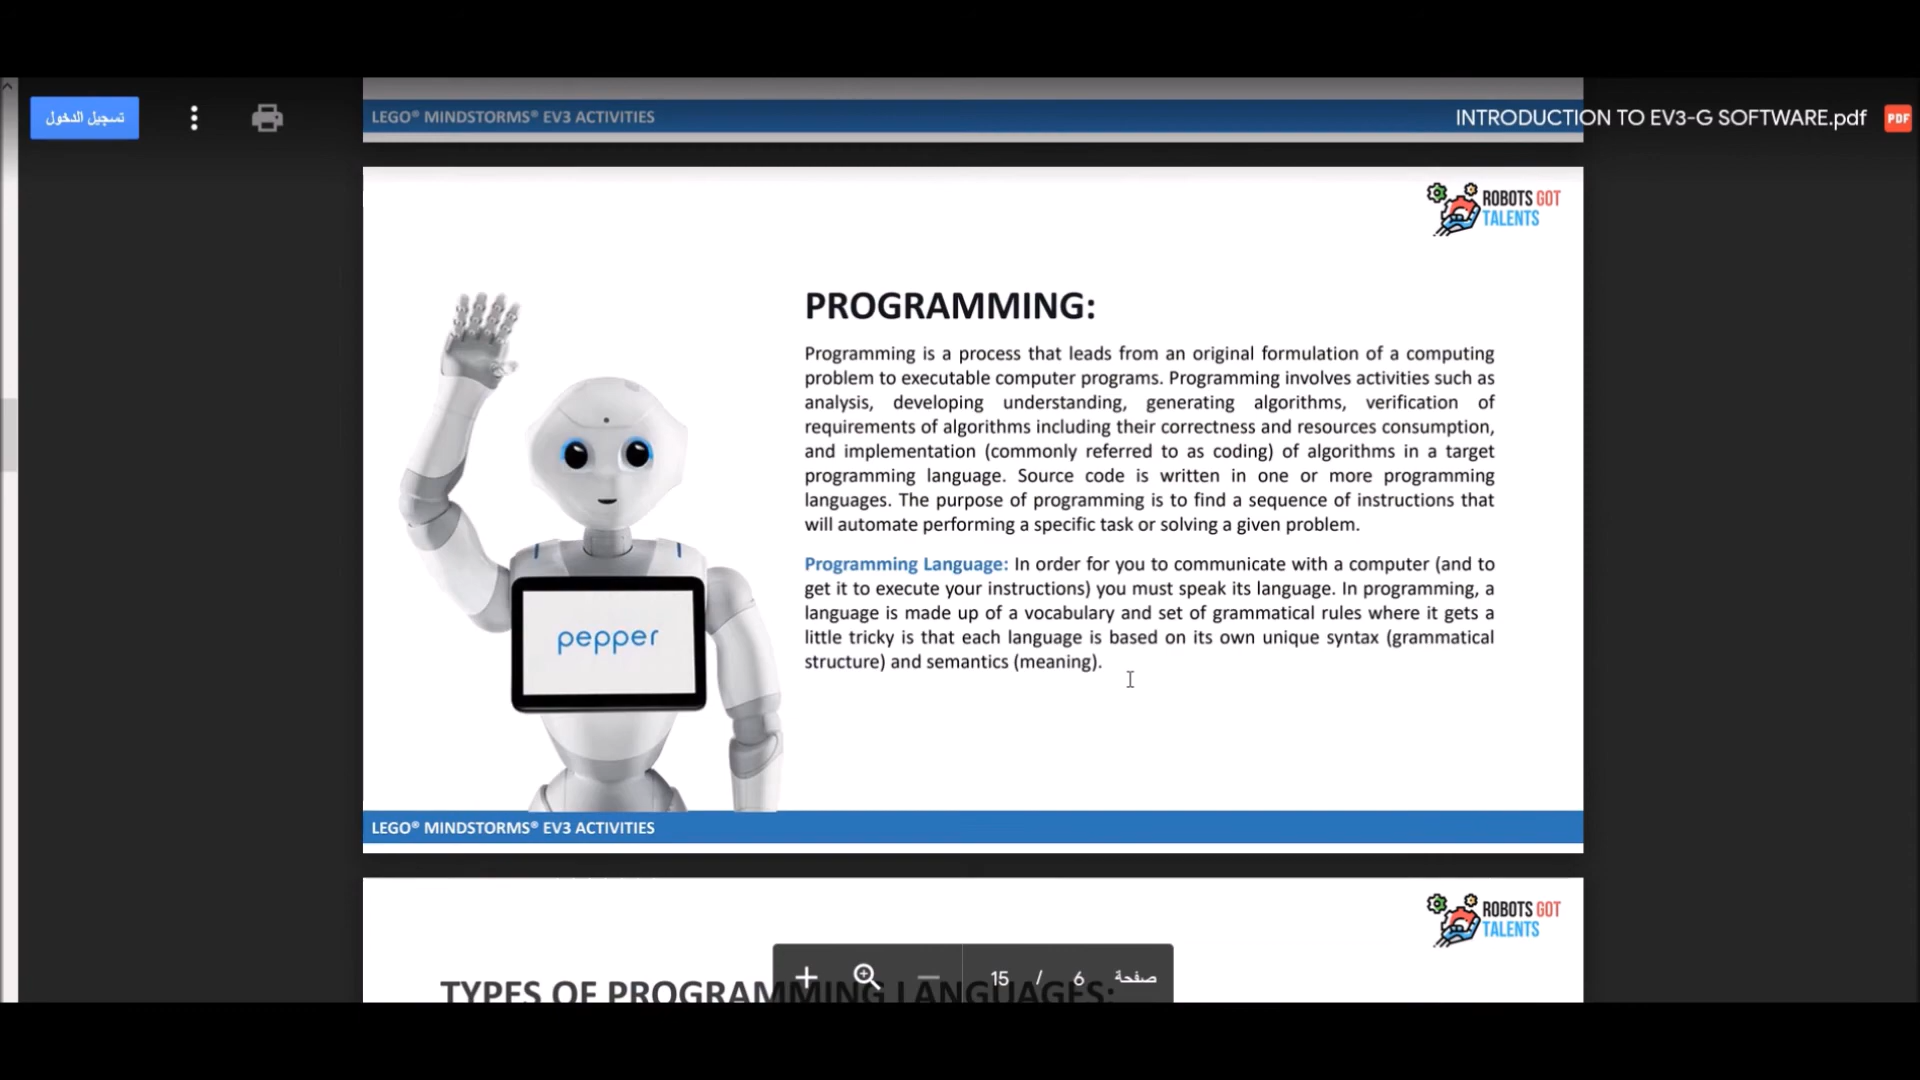 تسجيل الدخول
LEGO® MINDSTORMS® EV3 ACTIVITIES
INTRODUCTION TO EV3-G SOFTWARE.pdf
PDF
ROBOTS GOT
TALENTS
PROGRAMMING:
Programming is a process that leads from an original formulation of a computing
problem to executable computer programs. Programming involves activities such as
analysis, developing understanding, generating algorithms, verification of
requirements of algorithms including their correctness and resources consumption,
and implementation (commonly referred to as coding) of algorithms in a target
programming language. Source code is written in one or more programming
languages. The purpose of programming is to find a sequence of instructions that
will automate performing a specific task or solving a given problem.
Programming Language: In order for you to communicate with a computer (and to
get it to execute your instructions) you must speak its language. In programming, a
language is made up of a vocabulary and set of grammatical rules where it gets a
little tricky is that each language is based on its own unique syntax (grammatical
structure) and semantics (meaning).
pepper
LEGO® MINDSTORMS® EV3 ACTIVITIES
ROBOTS GOT
TALENTS
TYPES OF PROGRAMMING LANGUAGES:
صفحة 6 / 15